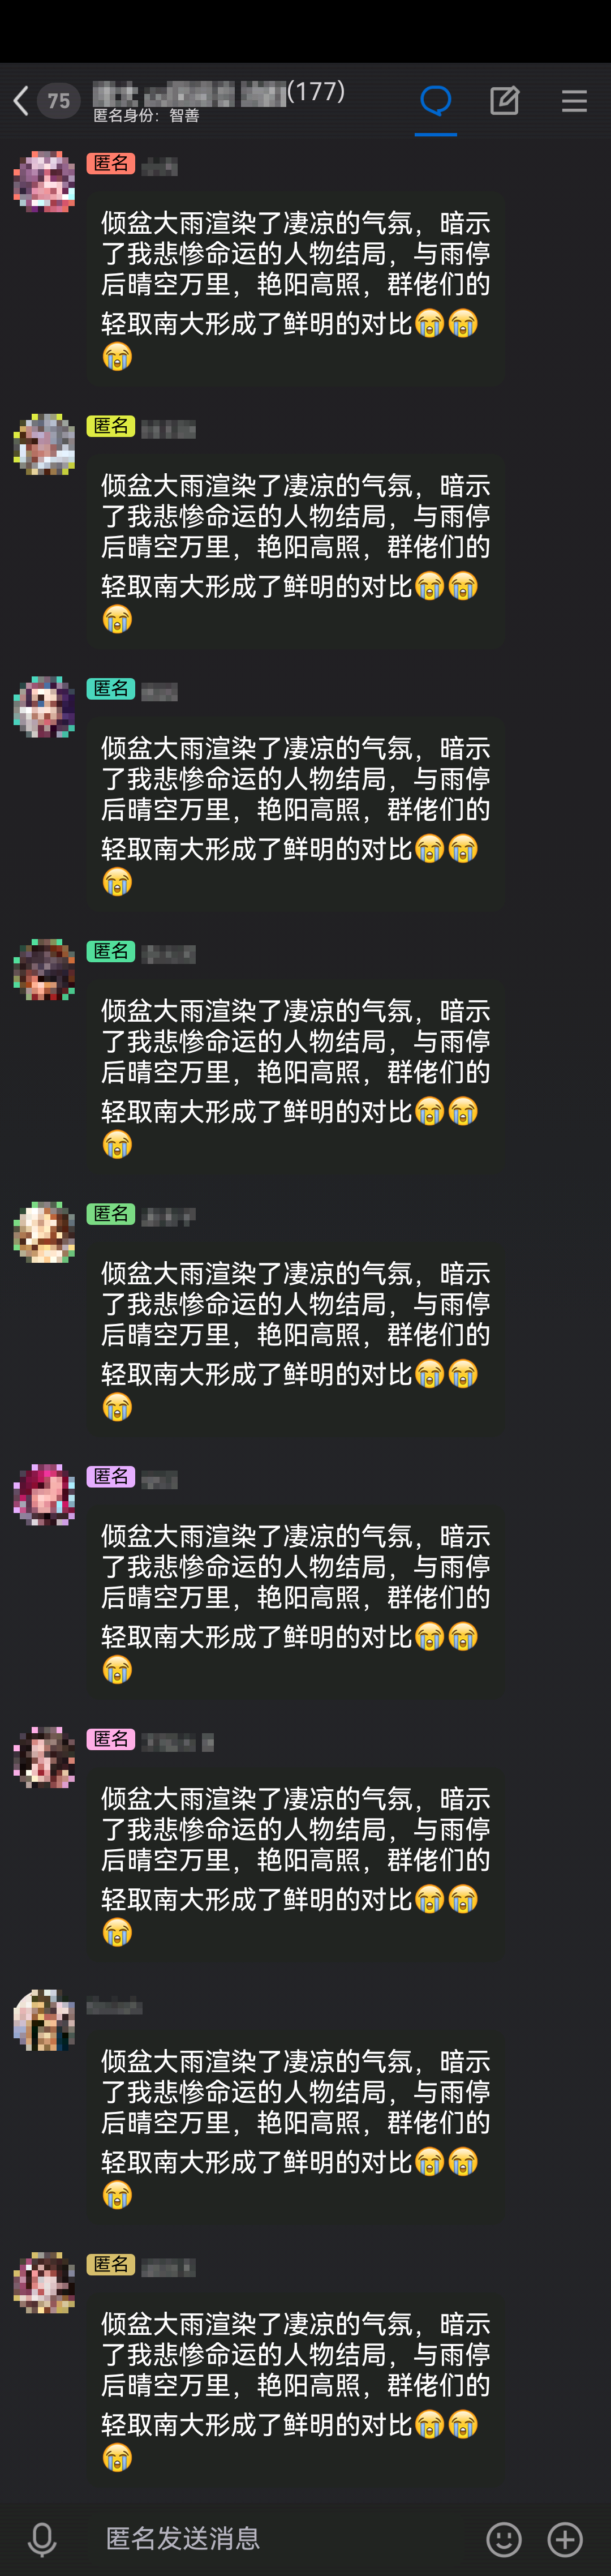 75
(177)
匿名身份：智善
匿名
倾盆大雨渲染了凄凉的气氛，暗示
了我悲惨命运的人物结局，与雨停
后晴空万里，艳阳高照，群佬们的
轻取南大形成了鲜明的对比😭😭
😭
匿名
倾盆大雨渲染了凄凉的气氛，暗示
了我悲惨命运的人物结局，与雨停
后晴空万里，艳阳高照，群佬们的
轻取南大形成了鲜明的对比😭😭
😭
匿名
倾盆大雨渲染了凄凉的气氛，暗示
了我悲惨命运的人物结局，与雨停
后晴空万里，艳阳高照，群佬们的
轻取南大形成了鲜明的对比😭😭
😭
匿名
倾盆大雨渲染了凄凉的气氛，暗示
了我悲惨命运的人物结局，与雨停
后晴空万里，艳阳高照，群佬们的
轻取南大形成了鲜明的对比😭😭
😭
匿名
倾盆大雨渲染了凄凉的气氛，暗示
了我悲惨命运的人物结局，与雨停
后晴空万里，艳阳高照，群佬们的
轻取南大形成了鲜明的对比😭😭
😭
匿名
倾盆大雨渲染了凄凉的气氛，暗示
了我悲惨命运的人物结局，与雨停
后晴空万里，艳阳高照，群佬们的
轻取南大形成了鲜明的对比😭😭
😭
匿名
倾盆大雨渲染了凄凉的气氛，暗示
了我悲惨命运的人物结局，与雨停
后晴空万里，艳阳高照，群佬们的
轻取南大形成了鲜明的对比😭😭
😭
倾盆大雨渲染了凄凉的气氛，暗示
了我悲惨命运的人物结局，与雨停
后晴空万里，艳阳高照，群佬们的
轻取南大形成了鲜明的对比😭😭
😭
匿名
倾盆大雨渲染了凄凉的气氛，暗示
了我悲惨命运的人物结局，与雨停
后晴空万里，艳阳高照，群佬们的
轻取南大形成了鲜明的对比😭😭
😭
匿名发送消息